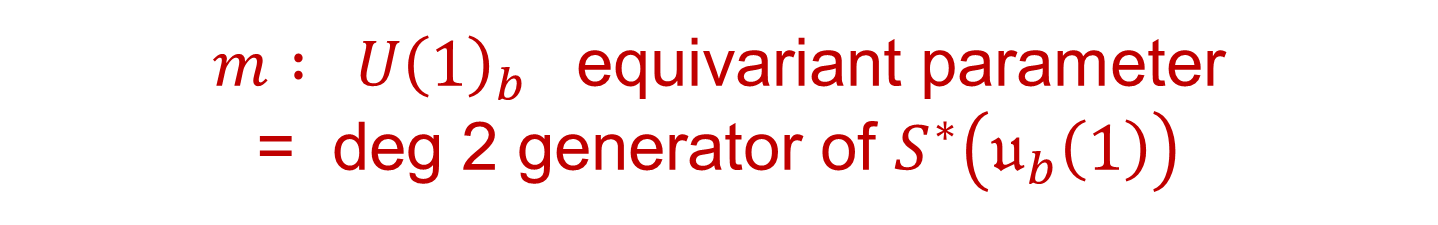 m : U(1)_b equivariant parameter
= deg 2 generator of S*(𝔲_b(1))